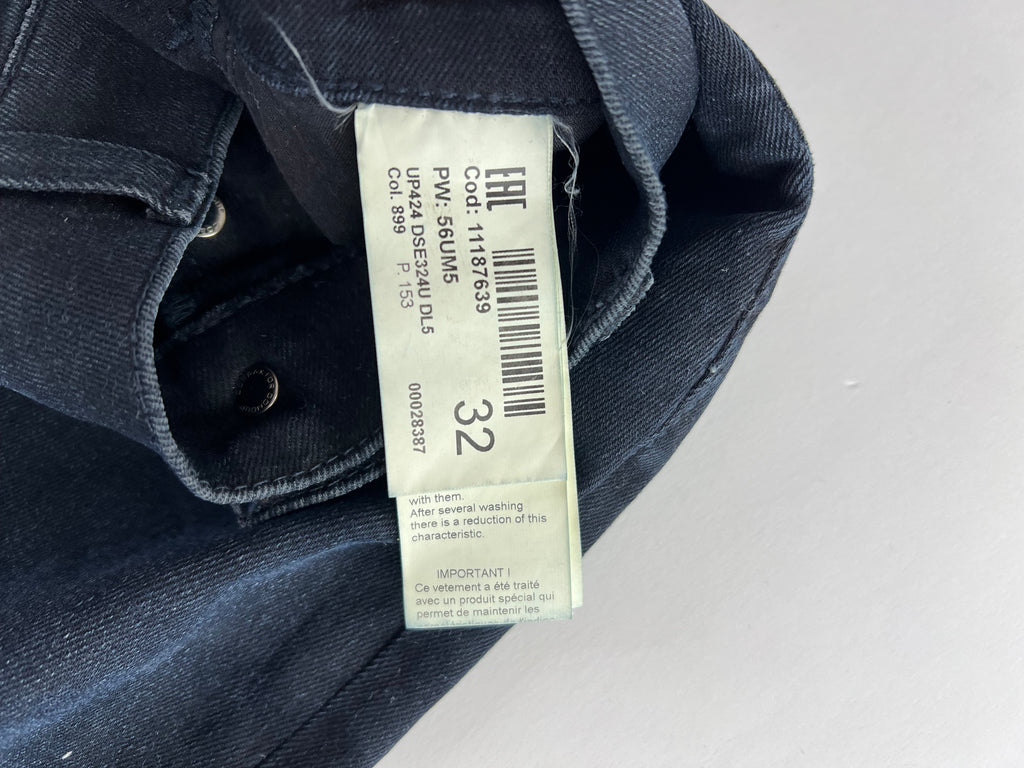 EAC
Cod: 11187639
PW: 56UM5
UP424 DSE324U DL5
Col. 899 P. 153
32
00028387
with them.
After several washing
there is a reduction of this
characteristic.
IMPORTANT !
Ce vetement a été traité
avec un produit spécial qui
permet de maintenir les